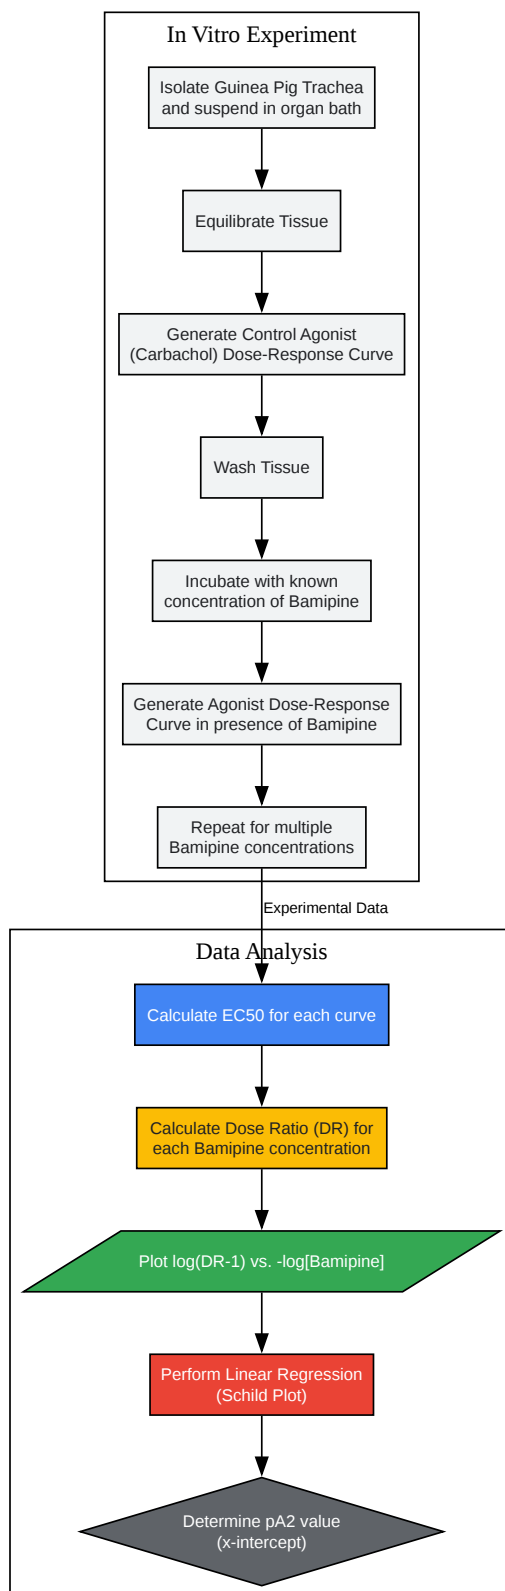 In Vitro Experiment
Isolate Guinea Pig Trachea
and suspend in organ bath
Equilibrate Tissue
Generate Control Agonist
(Carbachol) Dose-Response Curve
Wash Tissue
Incubate with known
concentration of Bamipine
Generate Agonist Dose-Response
Curve in presence of Bamipine
Repeat for multiple
Bamipine concentrations
Experimental Data
Data Analysis
Calculate EC50 for each curve
Calculate Dose Ratio (DR) for
each Bamipine concentration
Plot log(DR-1) vs. -log[Bamipine]
Perform Linear Regression
(Schild Plot)
Determine pA2 value
(x-intercept)